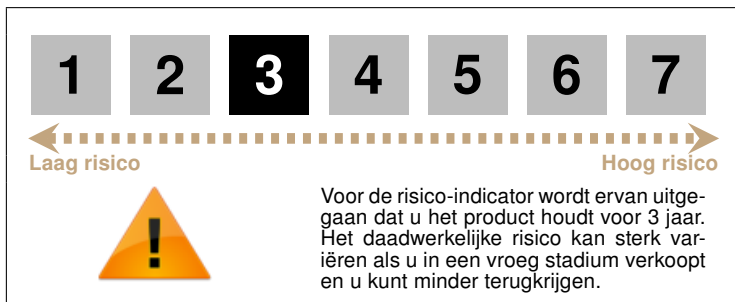 1 2 3 4 5 6 7
Laag risico Hoog risico
!
Voor de risico-indicator wordt ervan uitge-
gaan dat u het product houdt voor 3 jaar.
Het daadwerkelijke risico kan sterk var-
iëren als u in een vroeg stadium verkoopt
en u kunt minder terugkrijgen.